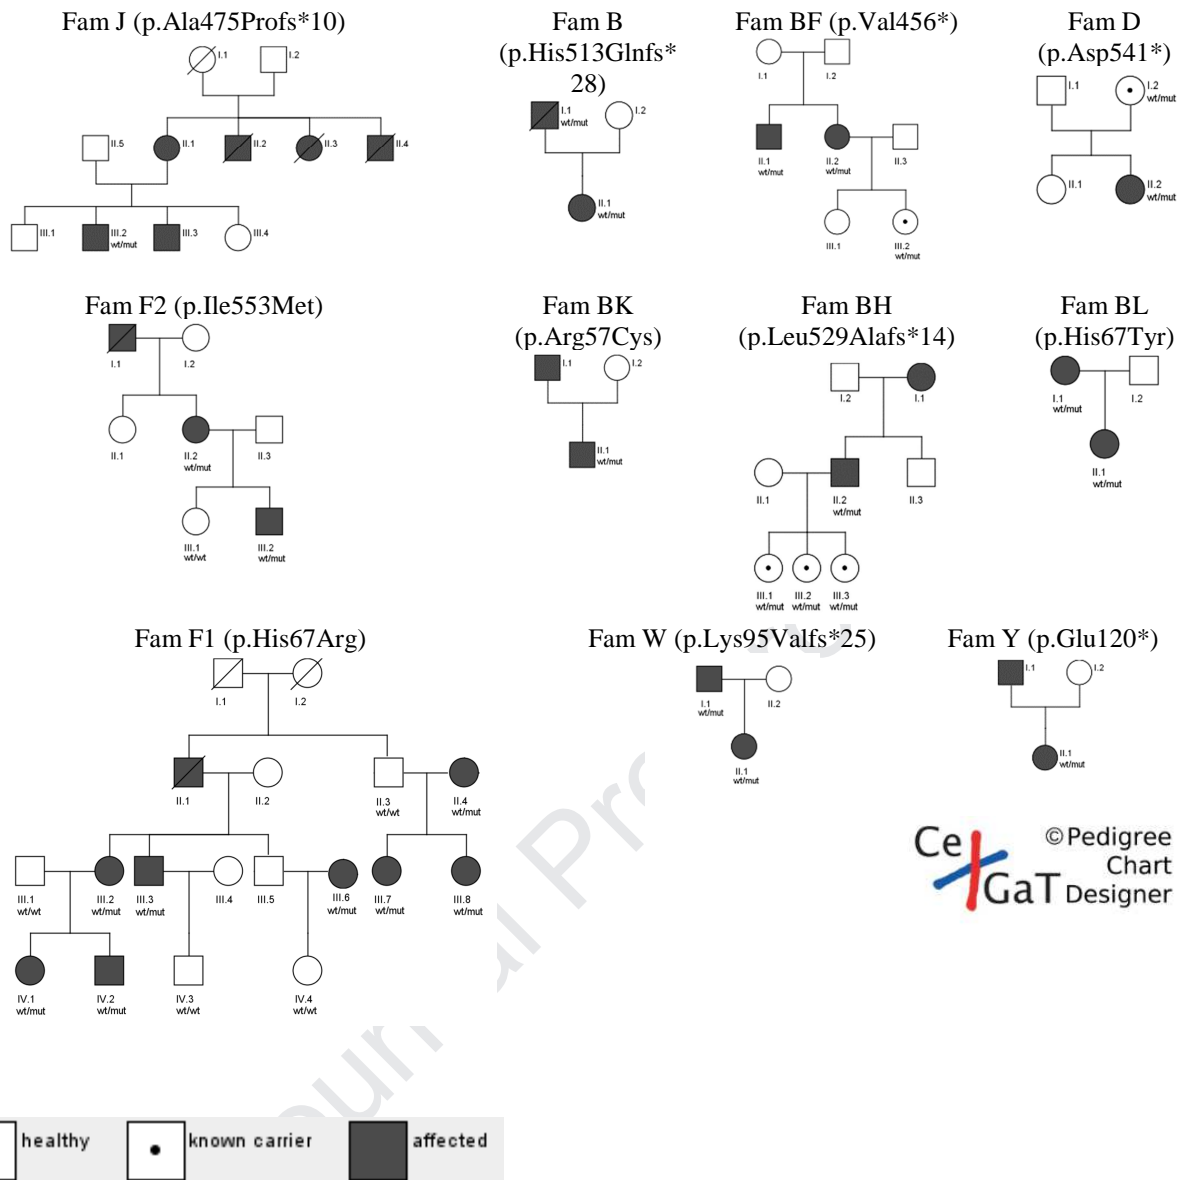 Fam J (p.Ala475Profs*10)
I.1
I.2
II.5
II.1
II.2
II.3
II.4
III.1
III.2
wt/mut
III.3
III.4
Fam B
(p.His513Glnfs*
28)
I.1
wt/mut
I.2
II.1
wt/mut
Fam BF (p.Val456*)
I.1
I.2
II.1
wt/mut
II.2
wt/mut
II.3
III.1
III.2
wt/mut
Fam D
(p.Asp541*)
I.1
I.2
wt/mut
II.1
II.2
wt/mut
Fam F2 (p.Ile553Met)
I.1
I.2
II.1
II.2
wt/mut
II.3
III.1
wt/wt
III.2
wt/mut
Fam BK
(p.Arg57Cys)
I.1
I.2
II.1
wt/mut
Fam BH
(p.Leu529Alafs*14)
I.2
I.1
II.1
II.2
wt/mut
II.3
III.1
wt/mut
III.2
wt/mut
III.3
wt/mut
Fam BL
(p.His67Tyr)
I.1
wt/mut
I.2
II.1
wt/mut
Fam F1 (p.His67Arg)
I.1
I.2
II.1
II.2
II.3
wt/wt
II.4
wt/mut
III.1
wt/wt
III.2
wt/mut
III.3
wt/mut
III.4
III.5
III.6
wt/mut
III.7
wt/mut
III.8
wt/mut
IV.1
wt/mut
IV.2
wt/mut
IV.3
wt/wt
IV.4
wt/wt
Fam W (p.Lys95Valfs*25)
I.1
wt/mut
II.2
II.1
wt/mut
Fam Y (p.Glu120*)
I.1
I.2
II.1
wt/mut
CeGaT
© Pedigree
Chart
Designer
healthy
known carrier
affected